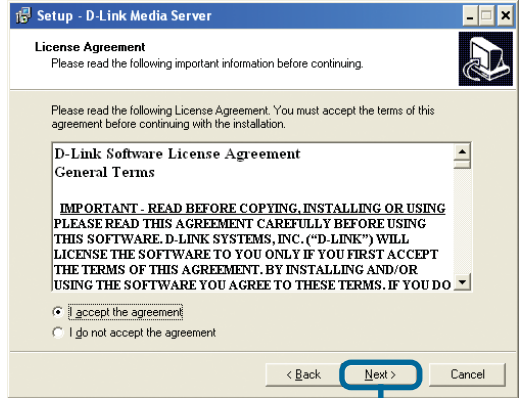 Setup - D-Link Media Server
License Agreement
Please read the following important information before continuing.
Please read the following License Agreement. You must accept the terms of this
agreement before continuing with the installation.
D-Link Software License Agreement
General Terms
IMPORTANT - READ BEFORE COPYING, INSTALLING OR USING
PLEASE READ THIS AGREEMENT CAREFULLY BEFORE USING
THIS SOFTWARE. D-LINK SYSTEMS, INC. (“D-LINK”) WILL
LICENSE THE SOFTWARE TO YOU ONLY IF YOU FIRST ACCEPT
THE TERMS OF THIS AGREEMENT. BY INSTALLING AND/OR
USING THE SOFTWARE YOU AGREE TO THESE TERMS. IF YOU DO
I accept the agreement
I do not accept the agreement
< Back Next > Cancel